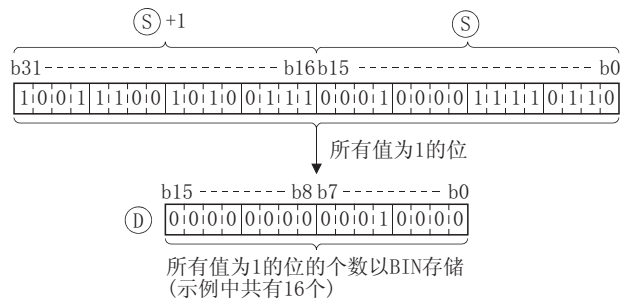 Ⓢ+1 Ⓢ
b31 b16 b15 b0
1 0 0 1 1 1 0 0 1 0 1 0 0 1 1 1 0 0 0 1 0 0 0 0 1 1 1 1 0 1 1 0
所有值为1的位
b15 b8 b7 b0
Ⓓ 0 0 0 0 0 0 0 0 0 0 0 1 0 0 0 0
所有值为1的位的个数以BIN存储
(示例中共有16个)